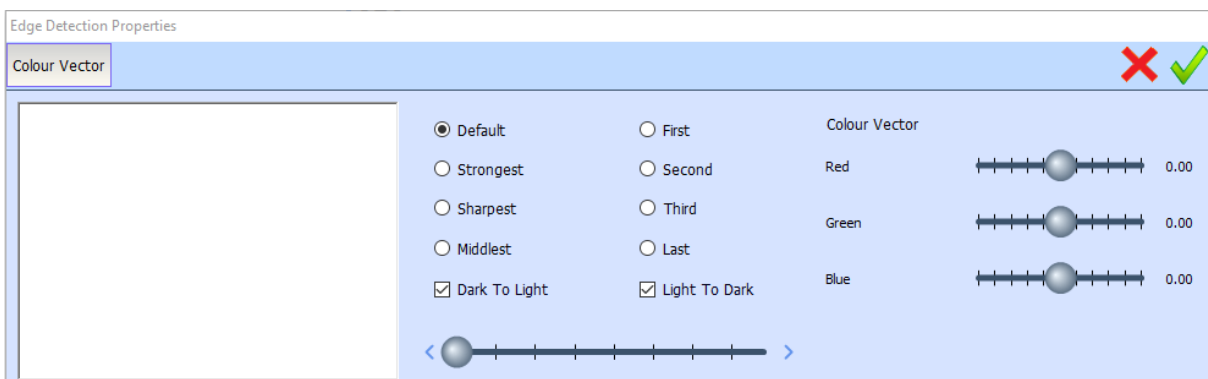 Edge Detection Properties
Colour Vector
Default
First
Colour Vector
Strongest
Second
Red
0.00
Sharpest
Third
Green
0.00
Middlest
Last
Blue
0.00
Dark To Light
Light To Dark